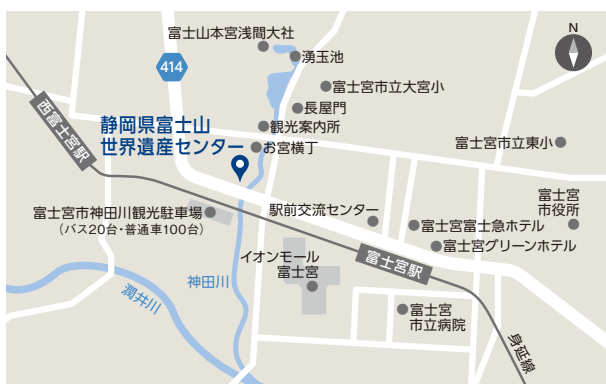 富士山本宮浅間大社
湧玉池
N
414
富士宮市立大宮小
長屋門
静岡県富士山
世界遺産センター
観光案内所
お宮横丁
富士宮市立東小
西富士宮駅
富士宮市神田川観光駐車場
（バス20台・普通車100台）
駅前交流センター
富士宮
市役所
富士宮富士急ホテル
富士宮グリーンホテル
イオンモール
富士宮
富士宮駅
神田川
潤井川
富士宮
市立病院
身延線